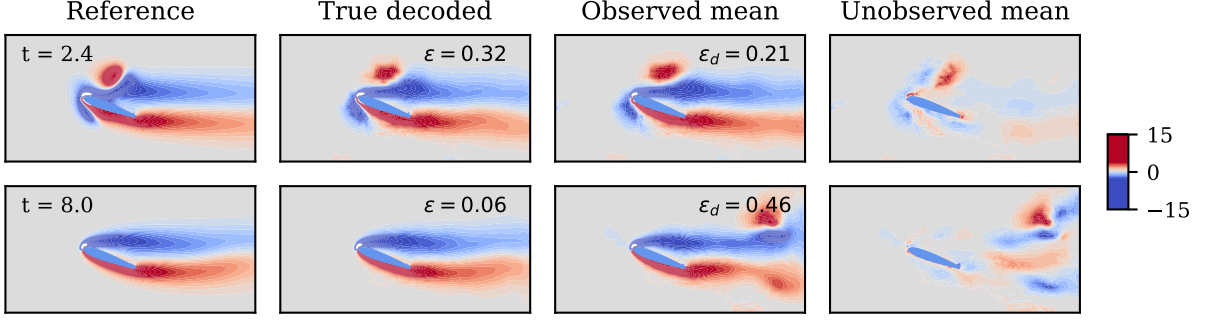 Reference True decoded Observed mean Unobserved mean
t = 2.4 ε = 0.32 ε_d = 0.21
15
0
−15
t = 8.0 ε = 0.06 ε_d = 0.46